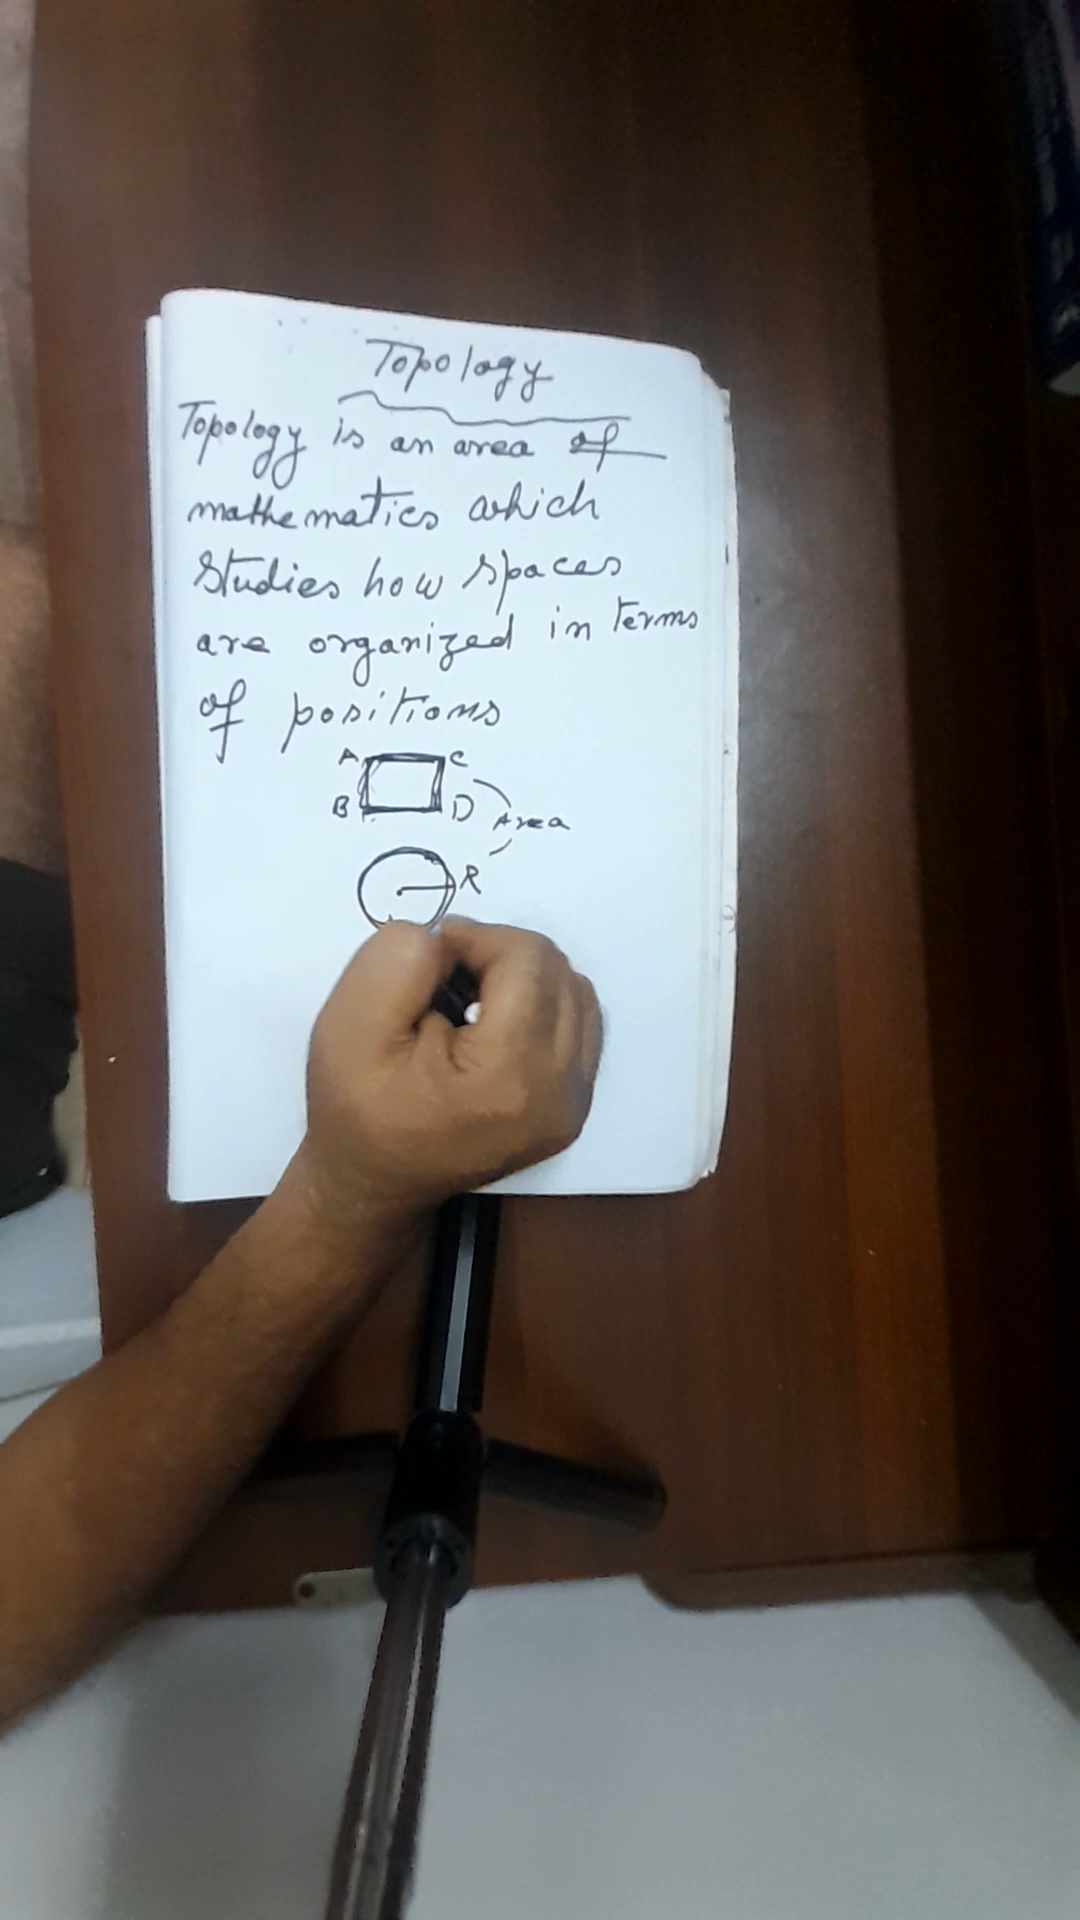 Topology
Topology is an area of
mathematics which
studies how spaces
are organized in terms
of positions
A C
B D
Area
R